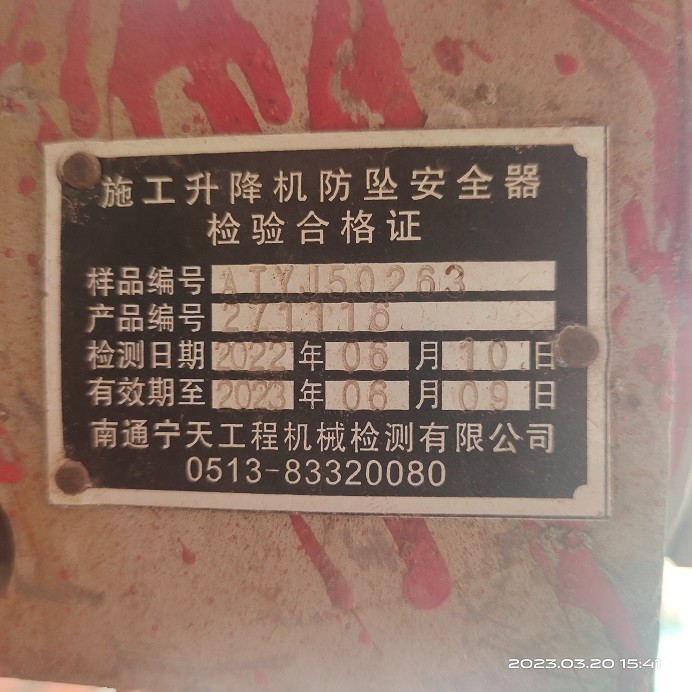 施工升降机防坠安全器
检验合格证
样品编号 ATYJ50263
产品编号 271116
检测日期 2022 年 06 月 10 日
有效期至 2023 年 06 月 09 日
南通宁天工程机械检测有限公司
0513-83320080
2023.03.20 15:41